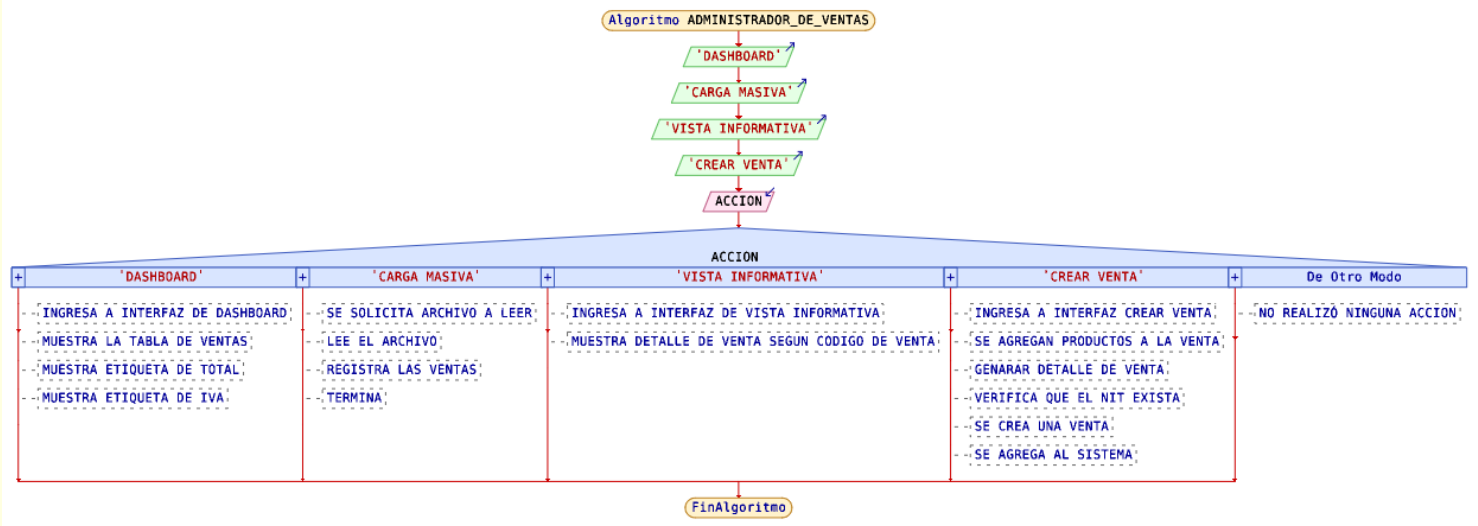 Algoritmo ADMINISTRADOR_DE_VENTAS
'DASHBOARD'
'CARGA MASIVA'
'VISTA INFORMATIVA'
'CREAR VENTA'
ACCION
ACCION
+ 'DASHBOARD' + 'CARGA MASIVA' + 'VISTA INFORMATIVA' + 'CREAR VENTA' + De Otro Modo
INGRESA A INTERFAZ DE DASHBOARD
MUESTRA LA TABLA DE VENTAS
MUESTRA ETIQUETA DE TOTAL
MUESTRA ETIQUETA DE IVA
SE SOLICITA ARCHIVO A LEER
LEE EL ARCHIVO
REGISTRA LAS VENTAS
TERMINA
INGRESA A INTERFAZ DE VISTA INFORMATIVA
MUESTRA DETALLE DE VENTA SEGUN CODIGO DE VENTA
INGRESA A INTERFAZ CREAR VENTA
SE AGREGAN PRODUCTOS A LA VENTA
GENARAR DETALLE DE VENTA
VERIFICA QUE EL NIT EXISTA
SE CREA UNA VENTA
SE AGREGA AL SISTEMA
NO REALIZÓ NINGUNA ACCION
FinAlgoritmo